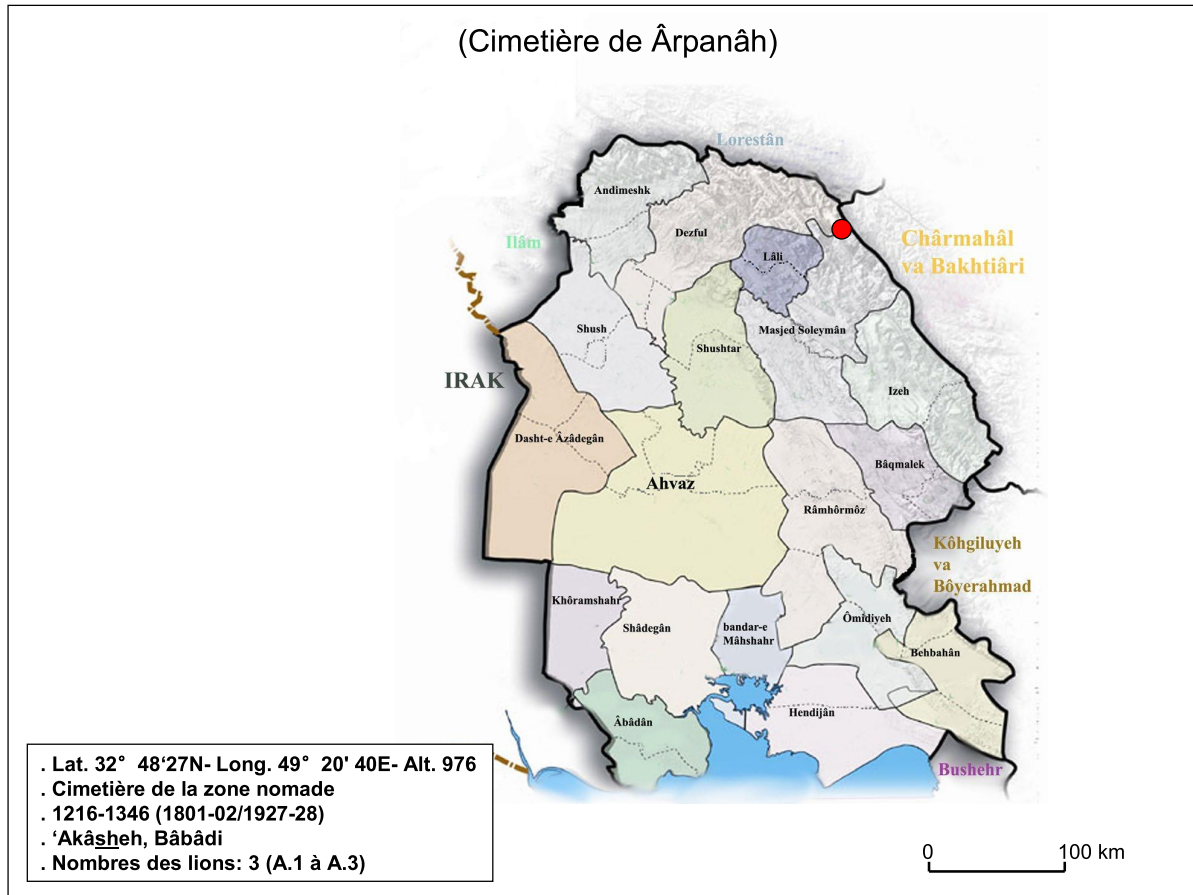 (Cimetière de Ârpanâh)
Lorestân
Andimeshk
Dezful
Ilâm
Chârmahâl
va Bakhtiâri
Lâli
Shush
Masjed Soleymân
Shushtar
IRAK
Izeh
Dasht-e Âzâdegân
Bâqmalek
Ahvaz
Râmhôrmôz
Kôhgiluyeh
va
Bôyerahmad
Khôramshahr
Shâdegân
bandar-e
Mâhshahr
Ômidiyeh
Behbahân
Âbâdân
Hendijân
Bushehr
. Lat. 32° 48‘27N- Long. 49° 20' 40E- Alt. 976
. Cimetière de la zone nomade
. 1216-1346 (1801-02/1927-28)
. ‘Akâsheh, Bâbâdi
. Nombres des lions: 3 (A.1 à A.3)
0 100 km